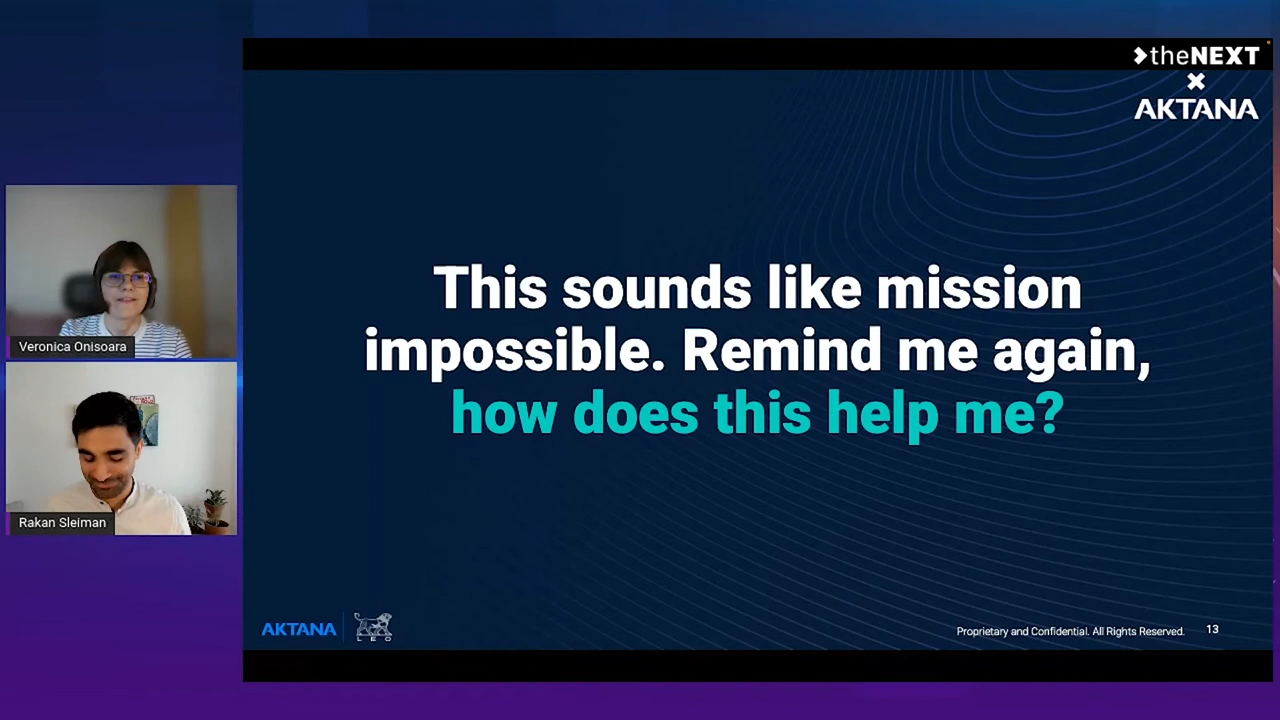 theNEXT
AKTANA
This sounds like mission
impossible. Remind me again,
how does this help me?
Veronica Onisoara
Rakan Sleiman
AKTANA
LEO
Proprietary and Confidential. All Rights Reserved.
13